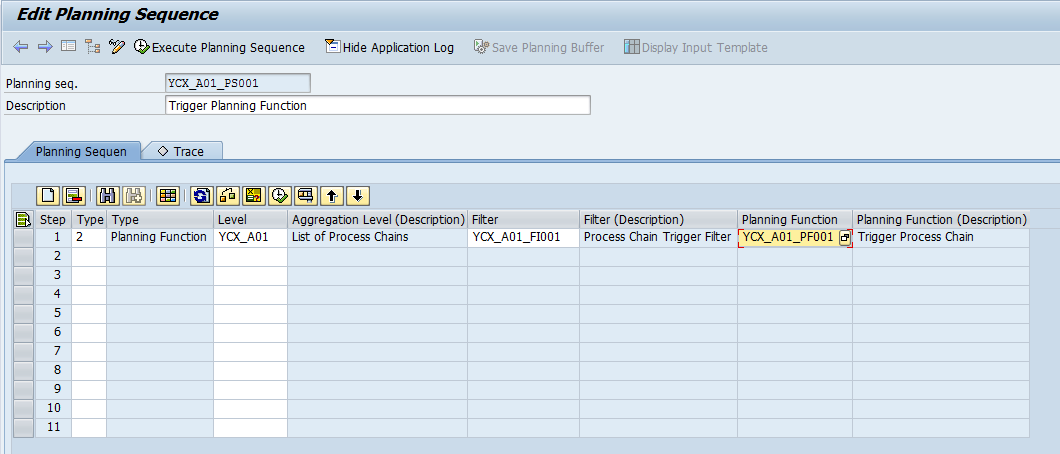 Edit Planning Sequence
Execute Planning Sequence Hide Application Log Save Planning Buffer Display Input Template
Planning seq. YCX_A01_PS001
Description Trigger Planning Function
Planning Sequen Trace
Step Type Type Level Aggregation Level (Description) Filter Filter (Description) Planning Function Planning Function (Description)
1 2 Planning Function YCX_A01 List of Process Chains YCX_A01_FI001 Process Chain Trigger Filter YCX_A01_PF001 Trigger Process Chain
2
3
4
5
6
7
8
9
10
11